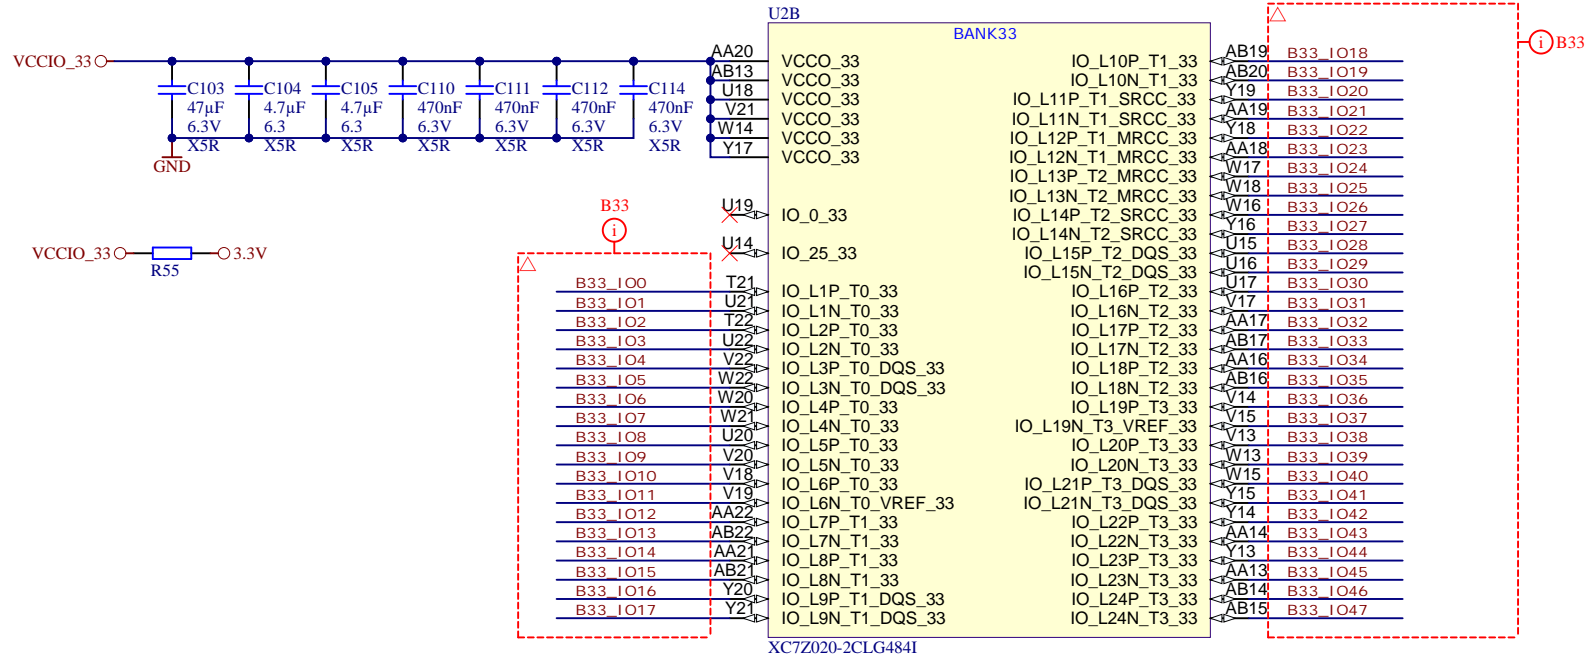 U2B
BANK33
VCCIO_33
C103
47µF
6.3V
X5R
C104
4.7µF
6.3
X5R
C105
4.7µF
6.3
X5R
C110
470nF
6.3V
X5R
C111
470nF
6.3V
X5R
C112
470nF
6.3V
X5R
C114
470nF
6.3V
X5R
GND
VCCIO_33
R55
3.3V
AA20 VCCO_33
AB13 VCCO_33
U18 VCCO_33
V21 VCCO_33
W14 VCCO_33
Y17 VCCO_33
U19 IO_0_33
U14 IO_25_33
B33
i
B33_IO0 T21 IO_L1P_T0_33
B33_IO1 U21 IO_L1N_T0_33
B33_IO2 T22 IO_L2P_T0_33
B33_IO3 U22 IO_L2N_T0_33
B33_IO4 V22 IO_L3P_T0_DQS_33
B33_IO5 W22 IO_L3N_T0_DQS_33
B33_IO6 W20 IO_L4P_T0_33
B33_IO7 W21 IO_L4N_T0_33
B33_IO8 U20 IO_L5P_T0_33
B33_IO9 V20 IO_L5N_T0_33
B33_IO10 V18 IO_L6P_T0_33
B33_IO11 V19 IO_L6N_T0_VREF_33
B33_IO12 AA22 IO_L7P_T1_33
B33_IO13 AB22 IO_L7N_T1_33
B33_IO14 AA21 IO_L8P_T1_33
B33_IO15 AB21 IO_L8N_T1_33
B33_IO16 Y20 IO_L9P_T1_DQS_33
B33_IO17 Y21 IO_L9N_T1_DQS_33
IO_L10P_T1_33 AB19 B33_IO18
IO_L10N_T1_33 AB20 B33_IO19
IO_L11P_T1_SRCC_33 Y19 B33_IO20
IO_L11N_T1_SRCC_33 AA19 B33_IO21
IO_L12P_T1_MRCC_33 Y18 B33_IO22
IO_L12N_T1_MRCC_33 AA18 B33_IO23
IO_L13P_T2_MRCC_33 W17 B33_IO24
IO_L13N_T2_MRCC_33 W18 B33_IO25
IO_L14P_T2_SRCC_33 W16 B33_IO26
IO_L14N_T2_SRCC_33 Y16 B33_IO27
IO_L15P_T2_DQS_33 U15 B33_IO28
IO_L15N_T2_DQS_33 U16 B33_IO29
IO_L16P_T2_33 U17 B33_IO30
IO_L16N_T2_33 V17 B33_IO31
IO_L17P_T2_33 AA17 B33_IO32
IO_L17N_T2_33 AB17 B33_IO33
IO_L18P_T2_33 AA16 B33_IO34
IO_L18N_T2_33 AB16 B33_IO35
IO_L19P_T3_33 V14 B33_IO36
IO_L19N_T3_VREF_33 V15 B33_IO37
IO_L20P_T3_33 V13 B33_IO38
IO_L20N_T3_33 W13 B33_IO39
IO_L21P_T3_DQS_33 W15 B33_IO40
IO_L21N_T3_DQS_33 Y15 B33_IO41
IO_L22P_T3_33 Y14 B33_IO42
IO_L22N_T3_33 AA14 B33_IO43
IO_L23P_T3_33 Y13 B33_IO44
IO_L23N_T3_33 AA13 B33_IO45
IO_L24P_T3_33 AB14 B33_IO46
IO_L24N_T3_33 AB15 B33_IO47
i B33
XC7Z020-2CLG484I